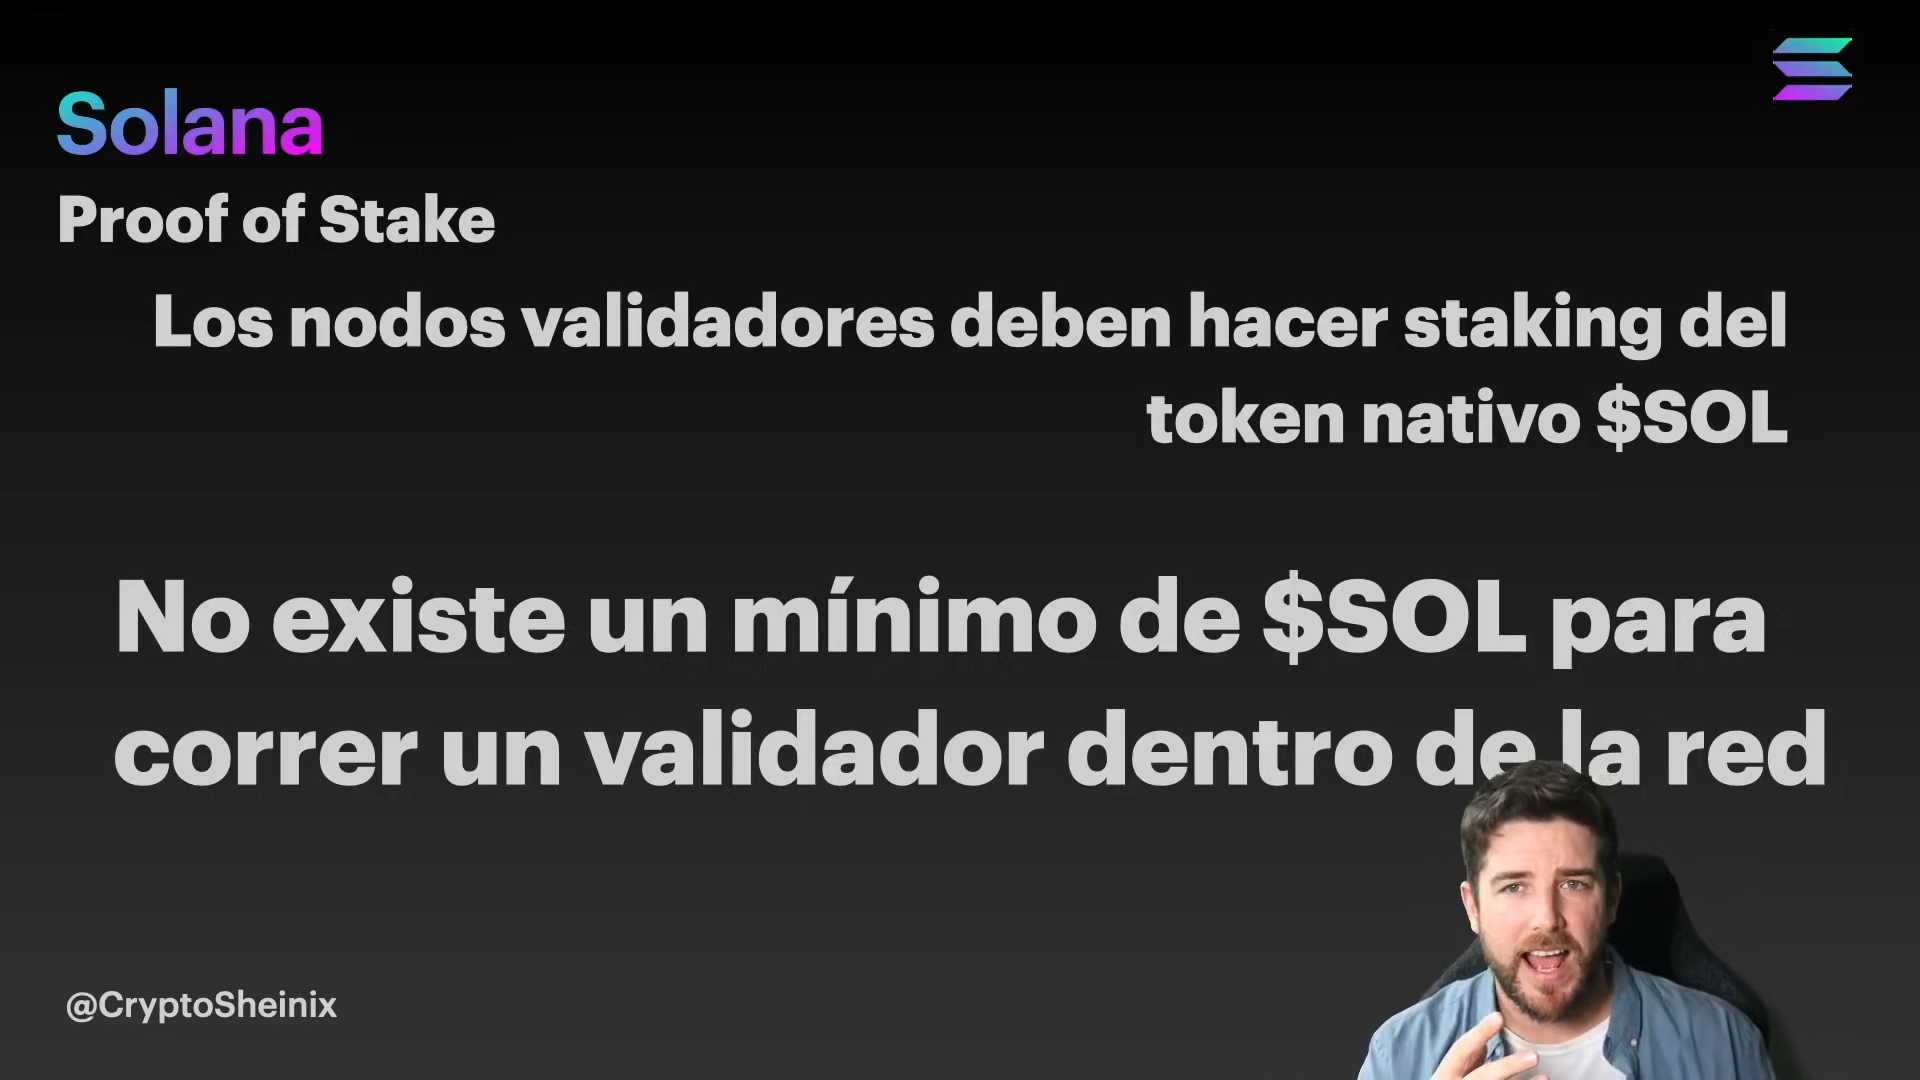 Solana
Proof of Stake
Los nodos validadores deben hacer staking del
token nativo $SOL
No existe un mínimo de $SOL para
correr un validador dentro de la red
@CryptoSheinix